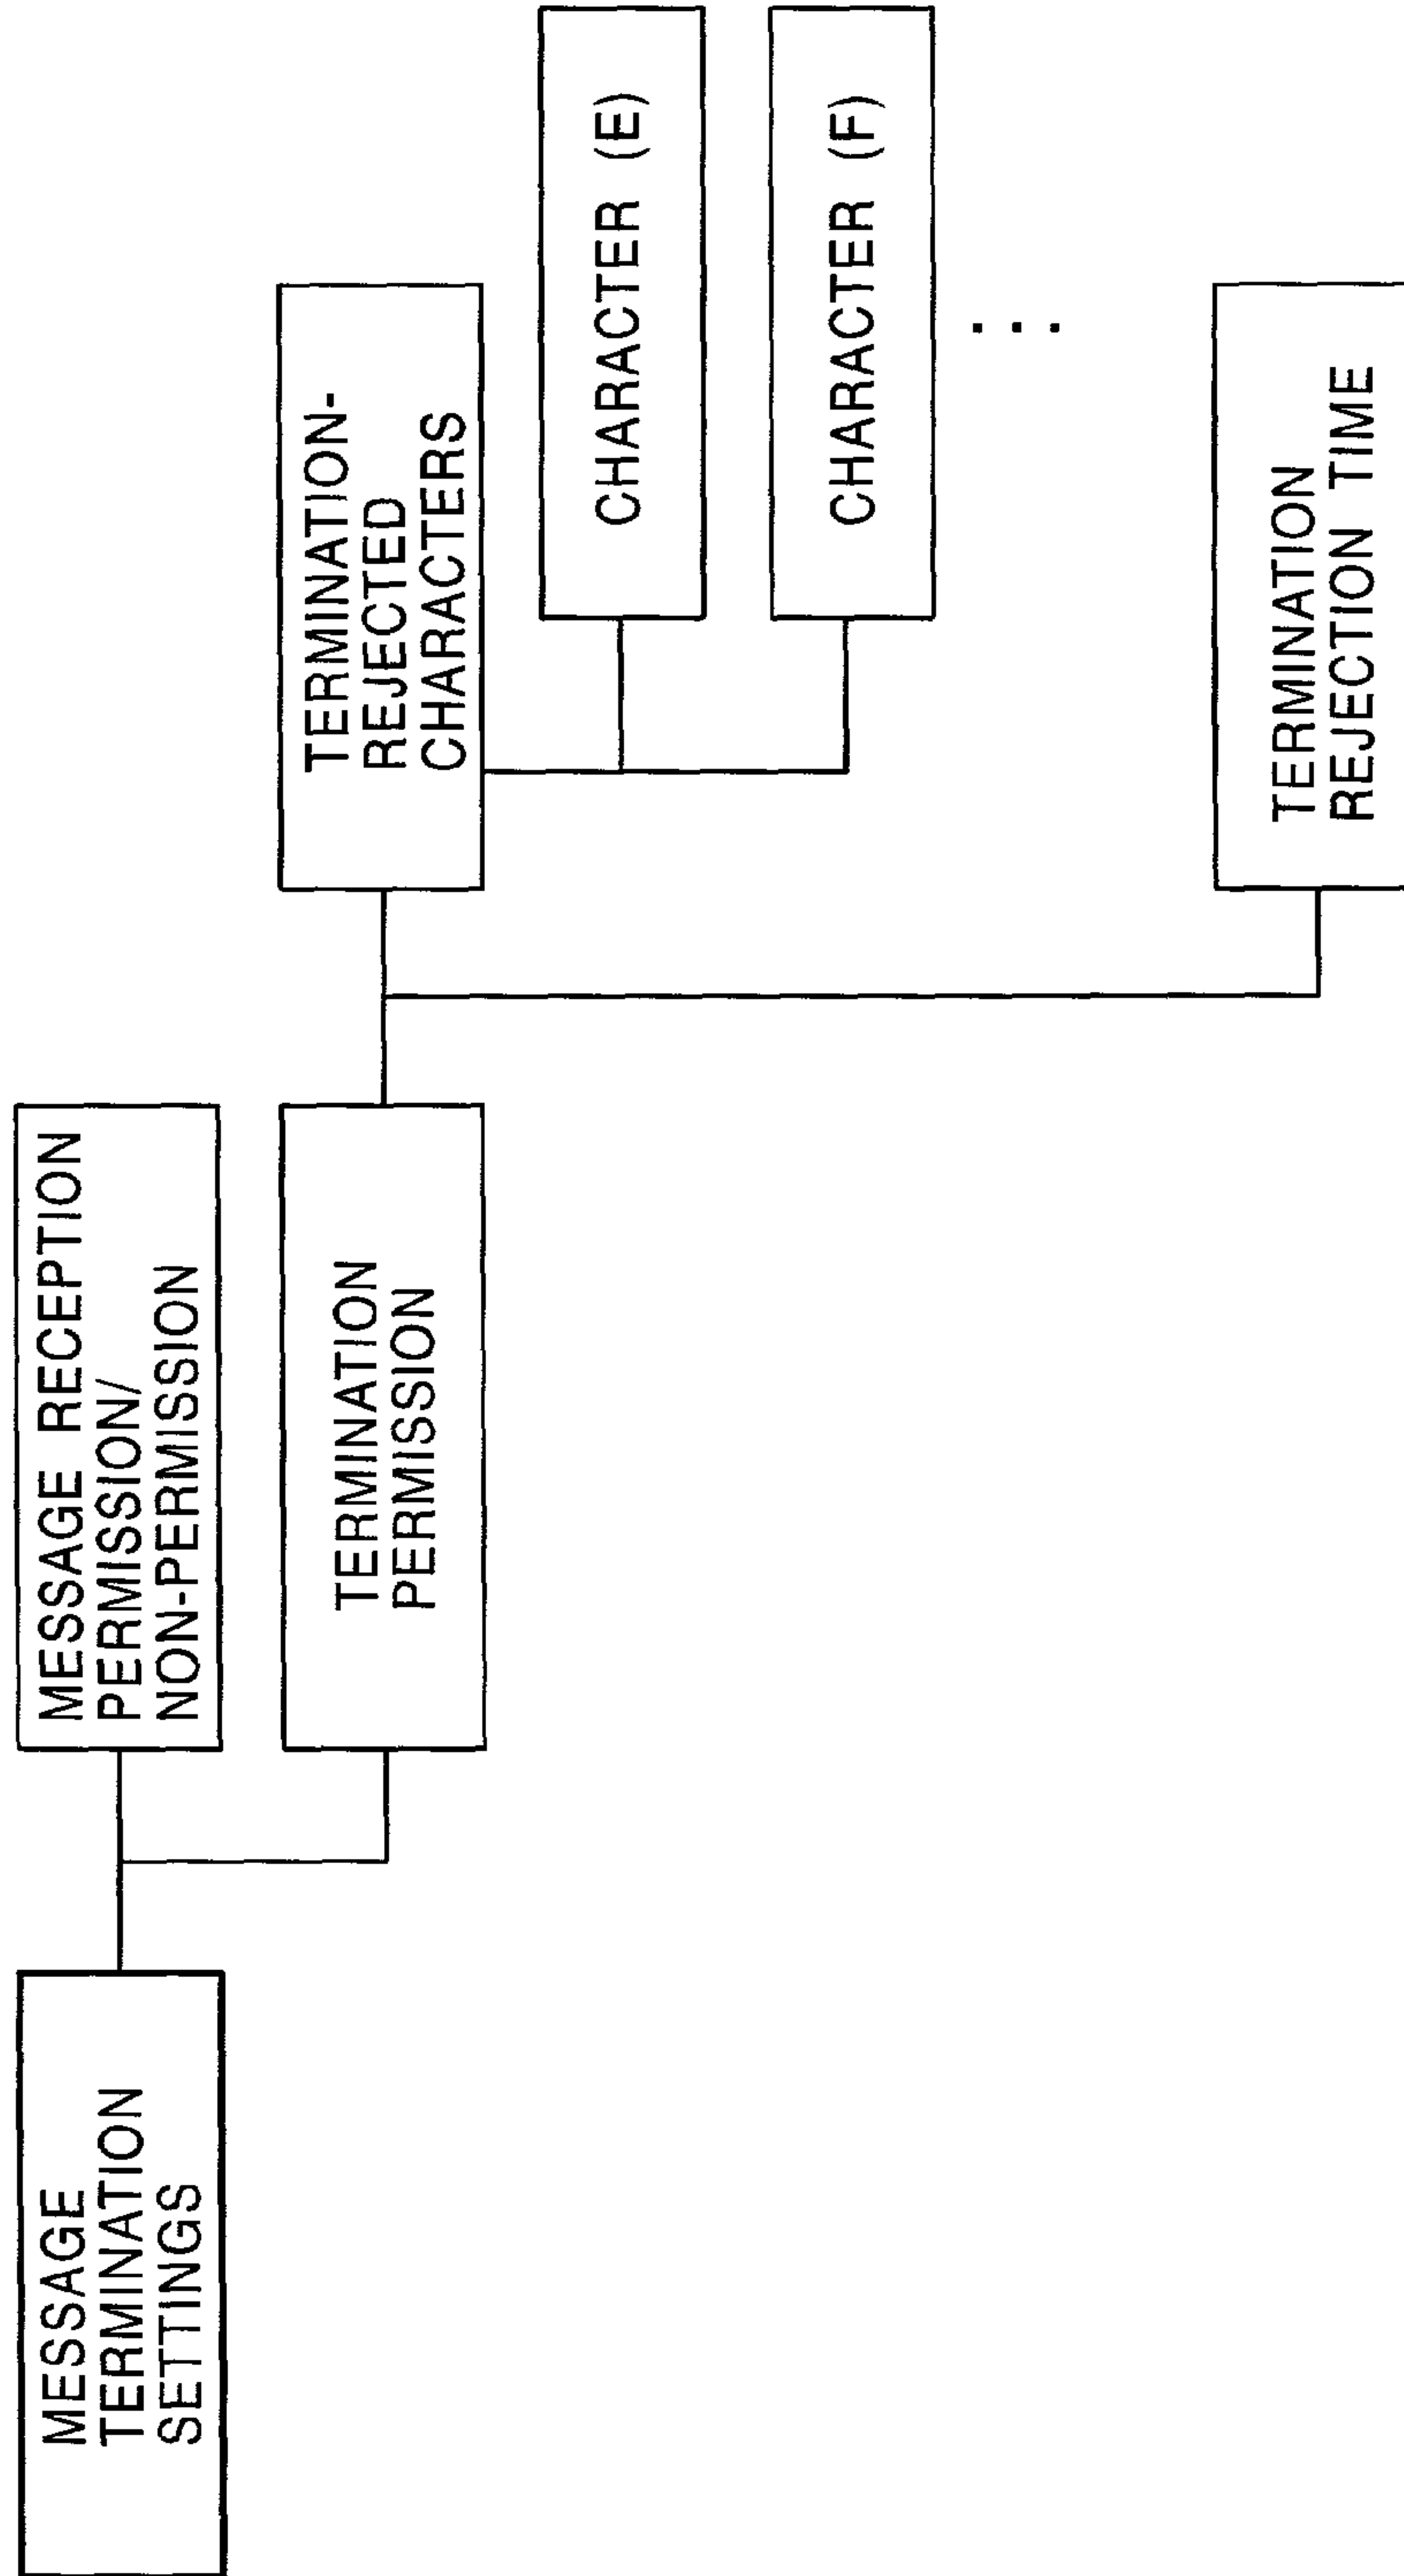 MESSAGE
TERMINATION
SETTINGS
MESSAGE RECEPTION
PERMISSION/
NON-PERMISSION
TERMINATION
PERMISSION
TERMINATION-
REJECTED
CHARACTERS
CHARACTER (E)
CHARACTER (F)
...
TERMINATION
REJECTION TIME